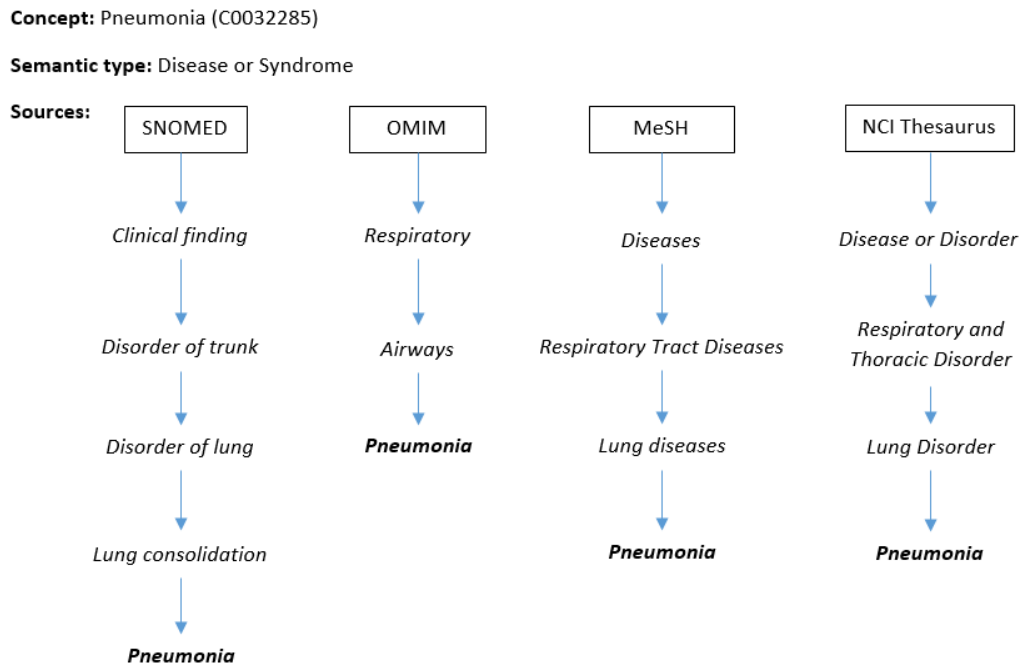 Concept: Pneumonia (C0032285)
Semantic type: Disease or Syndrome
Sources:
SNOMED
Clinical finding
Disorder of trunk
Disorder of lung
Lung consolidation
Pneumonia
OMIM
Respiratory
Airways
Pneumonia
MeSH
Diseases
Respiratory Tract Diseases
Lung diseases
Pneumonia
NCI Thesaurus
Disease or Disorder
Respiratory and
Thoracic Disorder
Lung Disorder
Pneumonia